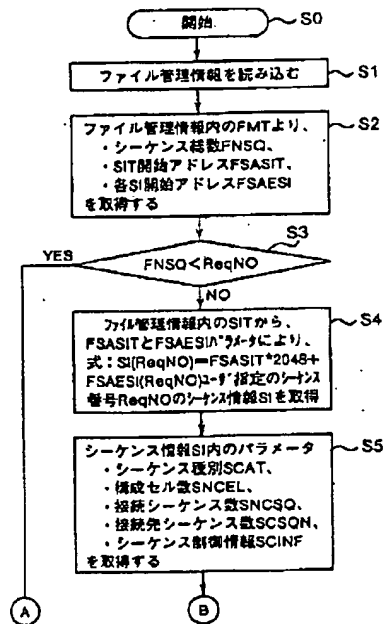 開始
S0
ファイル管理情報を読み込む
S1
ファイル管理情報内のFMTより、
・シーケンス総数FNSQ、
・SIT開始アドレスFSASIT、
・各SI開始アドレスFSAESI
を取得する
S2
S3
YES
FNSQ<ReqNO
NO
ファイル管理情報内のSITから、
FSASITとFSAESIパラメータにより、
式:SI(ReqNO)=FSASIT*2048+
FSAESI(ReqNO)ユーザ指定のシーケンス
番号ReqNOのシーケンス情報SIを取得
S4
シーケンス情報SI内のパラメータ
・シーケンス種別SCAT、
・構成セル数SNCEL、
・接続シーケンス数SNCSQ、
・接続先シーケンス数SCSQN、
・シーケンス制御情報SCINF
を取得する
S5
A
B